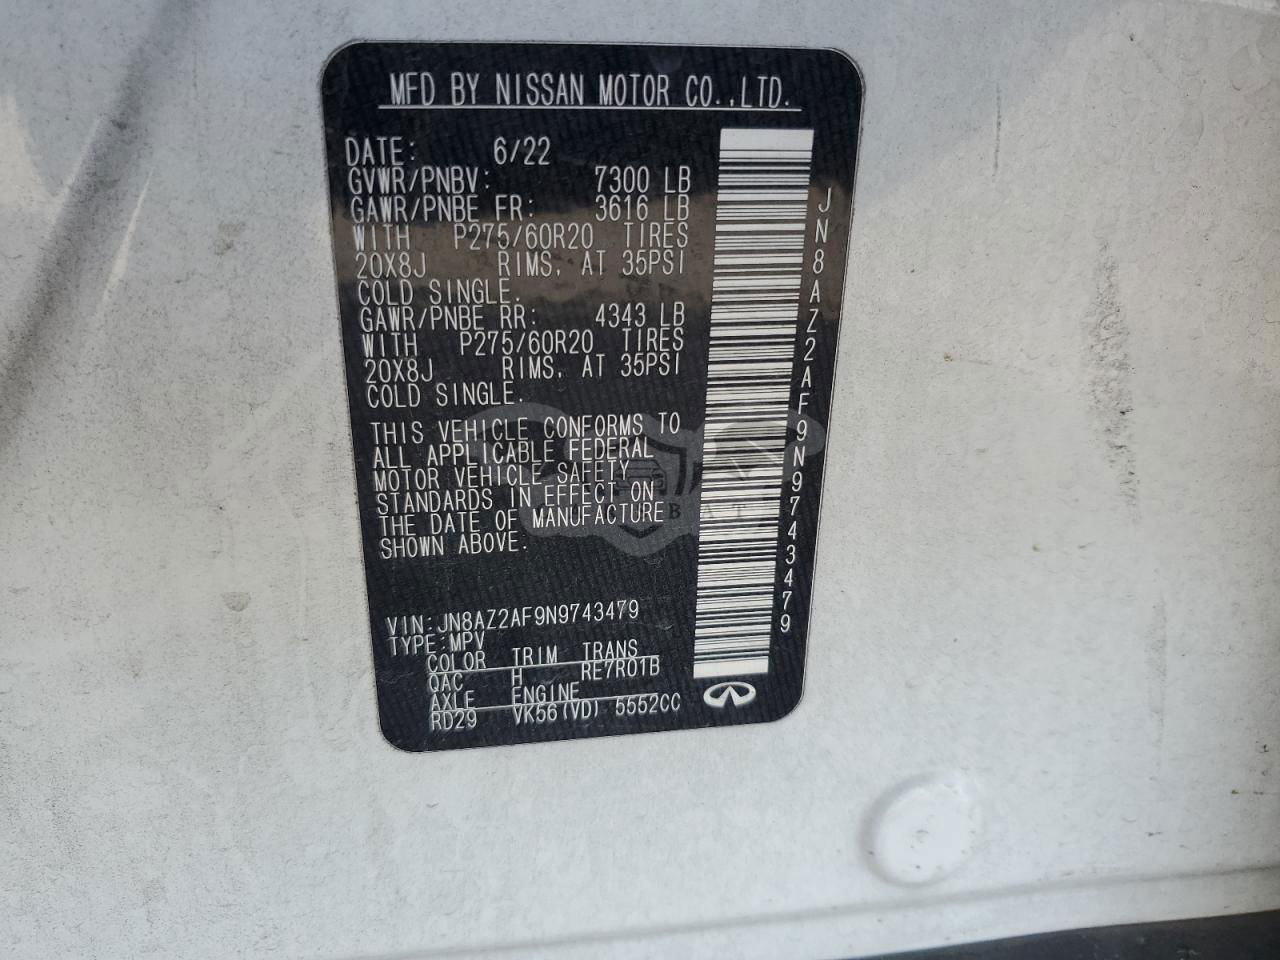 MFD BY NISSAN MOTOR CO.,LTD.
DATE: 6/22
GVWR/PNBV: 7300 LB
GAWR/PNBE FR: 3616 LB
WITH P275/60R20 TIRES
20X8J RIMS, AT 35PSI
COLD SINGLE.
GAWR/PNBE RR: 4343 LB
WITH P275/60R20 TIRES
20X8J RIMS, AT 35PSI
COLD SINGLE.
THIS VEHICLE CONFORMS TO
ALL APPLICABLE FEDERAL
MOTOR VEHICLE SAFETY
STANDARDS IN EFFECT ON
THE DATE OF MANUFACTURE
SHOWN ABOVE.
VIN:JN8AZ2AF9N9743479
TYPE:MPV
COLOR TRIM TRANS
QAC H RE7R01B
AXLE ENGINE
RD29 VK56(VD) 5552CC
JN8AZ2AF9N9743479